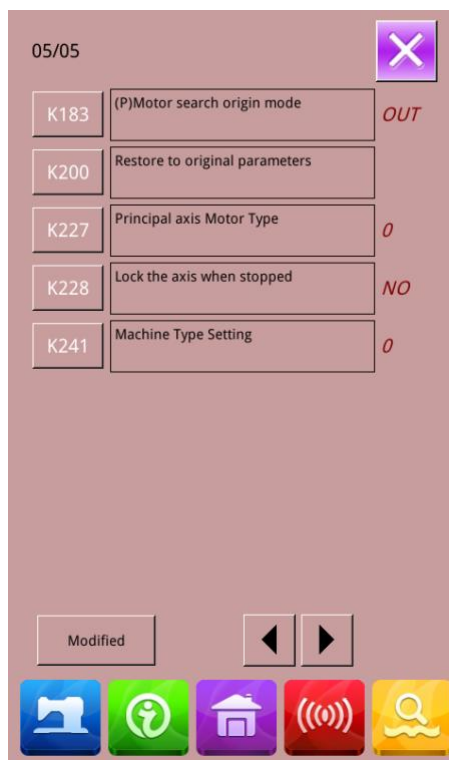 05/05
K183 (P)Motor search origin mode OUT
K200 Restore to original parameters
K227 Principal axis Motor Type 0
K228 Lock the axis when stopped NO
K241 Machine Type Setting 0
Modified